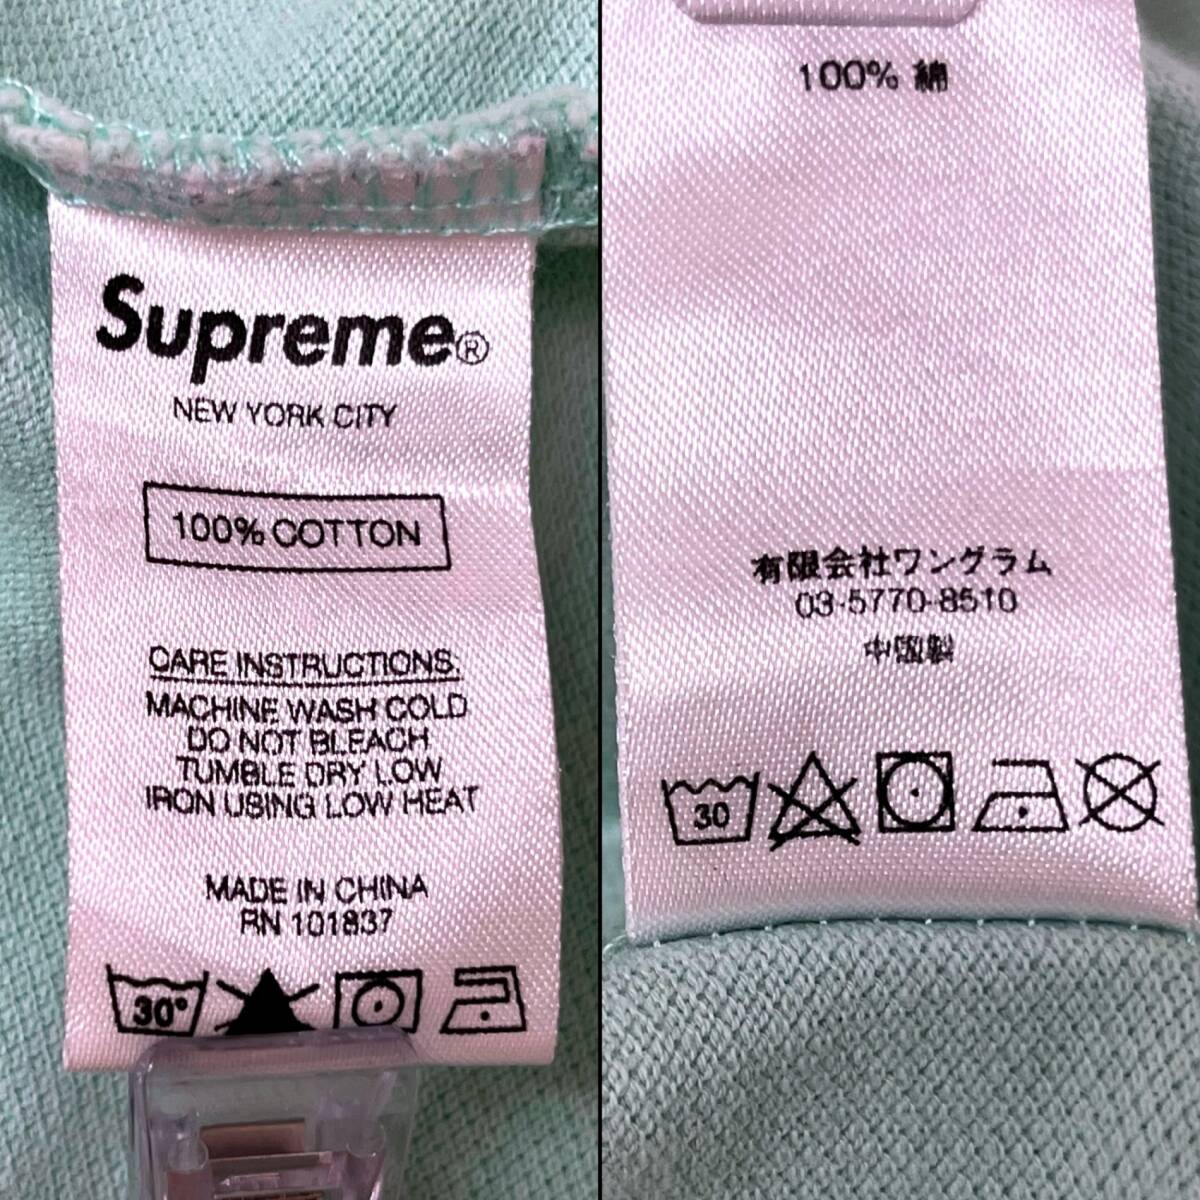 Supreme®
NEW YORK CITY
100% COTTON
CARE INSTRUCTIONS:
MACHINE WASH COLD
DO NOT BLEACH
TUMBLE DRY LOW
IRON USING LOW HEAT
MADE IN CHINA
RN 101837
30°
100% 綿
有限会社ワングラム
03-5770-8510
中国製
30